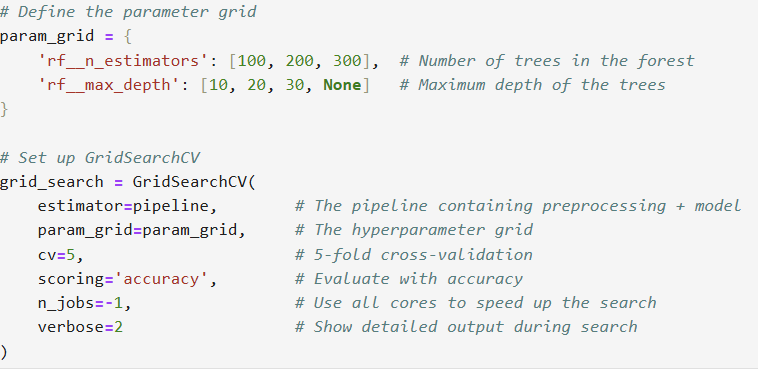 # Define the parameter grid
param_grid = {
    'rf__n_estimators': [100, 200, 300],  # Number of trees in the forest
    'rf__max_depth': [10, 20, 30, None]   # Maximum depth of the trees
}
# Set up GridSearchCV
grid_search = GridSearchCV(
    estimator=pipeline,        # The pipeline containing preprocessing + model
    param_grid=param_grid,     # The hyperparameter grid
    cv=5,                      # 5-fold cross-validation
    scoring='accuracy',        # Evaluate with accuracy
    n_jobs=-1,                 # Use all cores to speed up the search
    verbose=2                  # Show detailed output during search
)